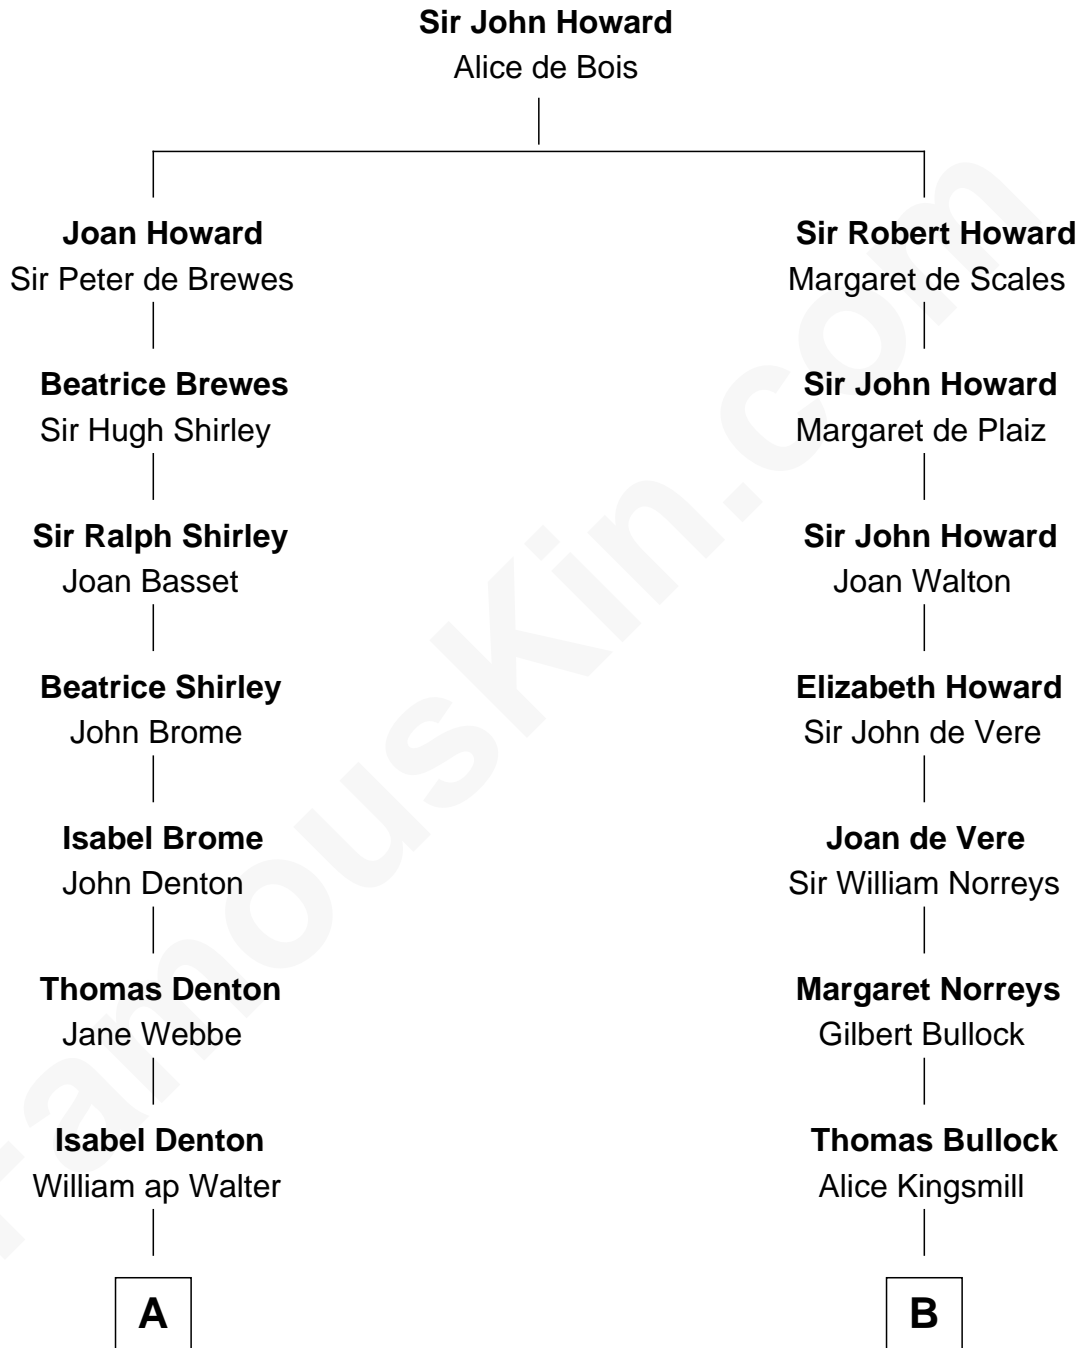 Sir John Howard
Alice de Bois
Joan Howard
Sir Peter de Brewes
Sir Robert Howard
Margaret de Scales
Beatrice Brewes
Sir Hugh Shirley
Sir John Howard
Margaret de Plaiz
Sir Ralph Shirley
Joan Basset
Sir John Howard
Joan Walton
Beatrice Shirley
John Brome
Elizabeth Howard
Sir John de Vere
Isabel Brome
John Denton
Joan de Vere
Sir William Norreys
Thomas Denton
Jane Webbe
Margaret Norreys
Gilbert Bullock
Isabel Denton
William ap Walter
Thomas Bullock
Alice Kingsmill
A
B
FamousKin.com